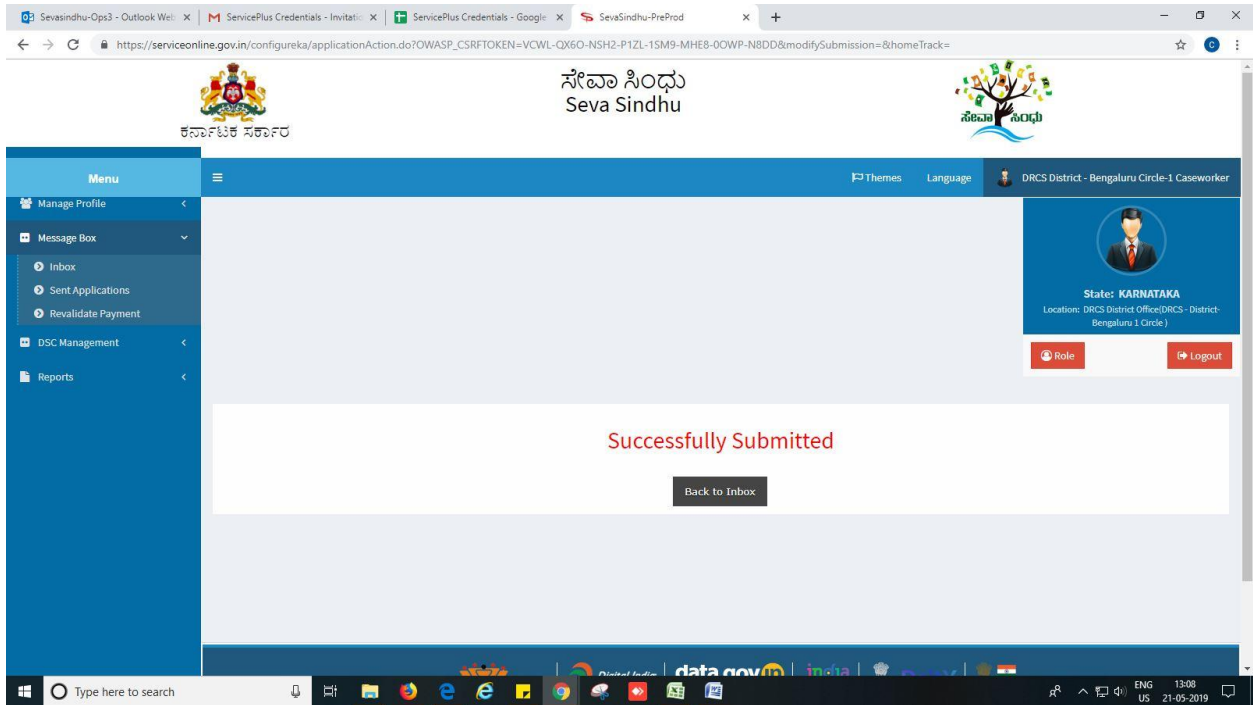 Sevasindhu-Ops3 - Outlook Web
ServicePlus Credentials - Invitatio
ServicePlus Credentials - Google
SevaSindhu-PreProd
https://serviceonline.gov.in/configureka/applicationAction.do?OWASP_CSRFTOKEN=VCWL-QX6O-NSH2-P1ZL-1SM9-MHE8-0OWP-N8DD&modifySubmission=&homeTrack=
C
ಕರ್ನಾಟಕ ಸರ್ಕಾರ
ಸೇವಾ ಸಿಂಧು
Seva Sindhu
ಸೇವಾ ಸಿಂಧು
Menu
Themes
Language
DRCS District - Bengaluru Circle-1 Caseworker
Manage Profile
Message Box
Inbox
Sent Applications
Revalidate Payment
DSC Management
Reports
State: KARNATAKA
Location: DRCS District Office(DRCS - District-
Bengaluru 1 Circle )
Role
Logout
Successfully Submitted
Back to Inbox
Digital India
data.gov.in
india
Type here to search
ENG
US
13:08
21-05-2019